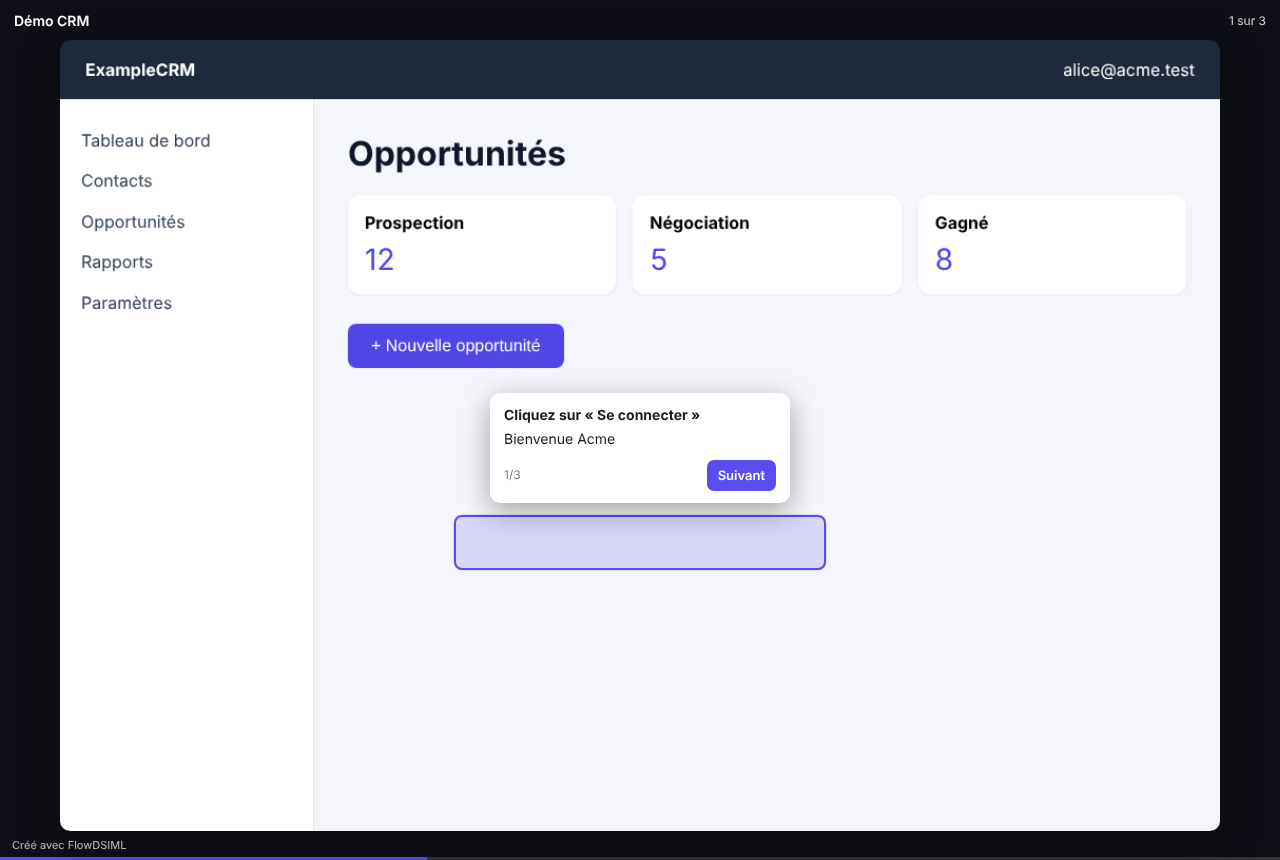 Démo CRM
1 sur 3
ExampleCRM
alice@acme.test
Tableau de bord
Contacts
Opportunités
Rapports
Paramètres
Opportunités
Prospection
12
Négociation
5
Gagné
8
+ Nouvelle opportunité
Cliquez sur « Se connecter »
Bienvenue Acme
1/3
Suivant
Créé avec FlowDSIML